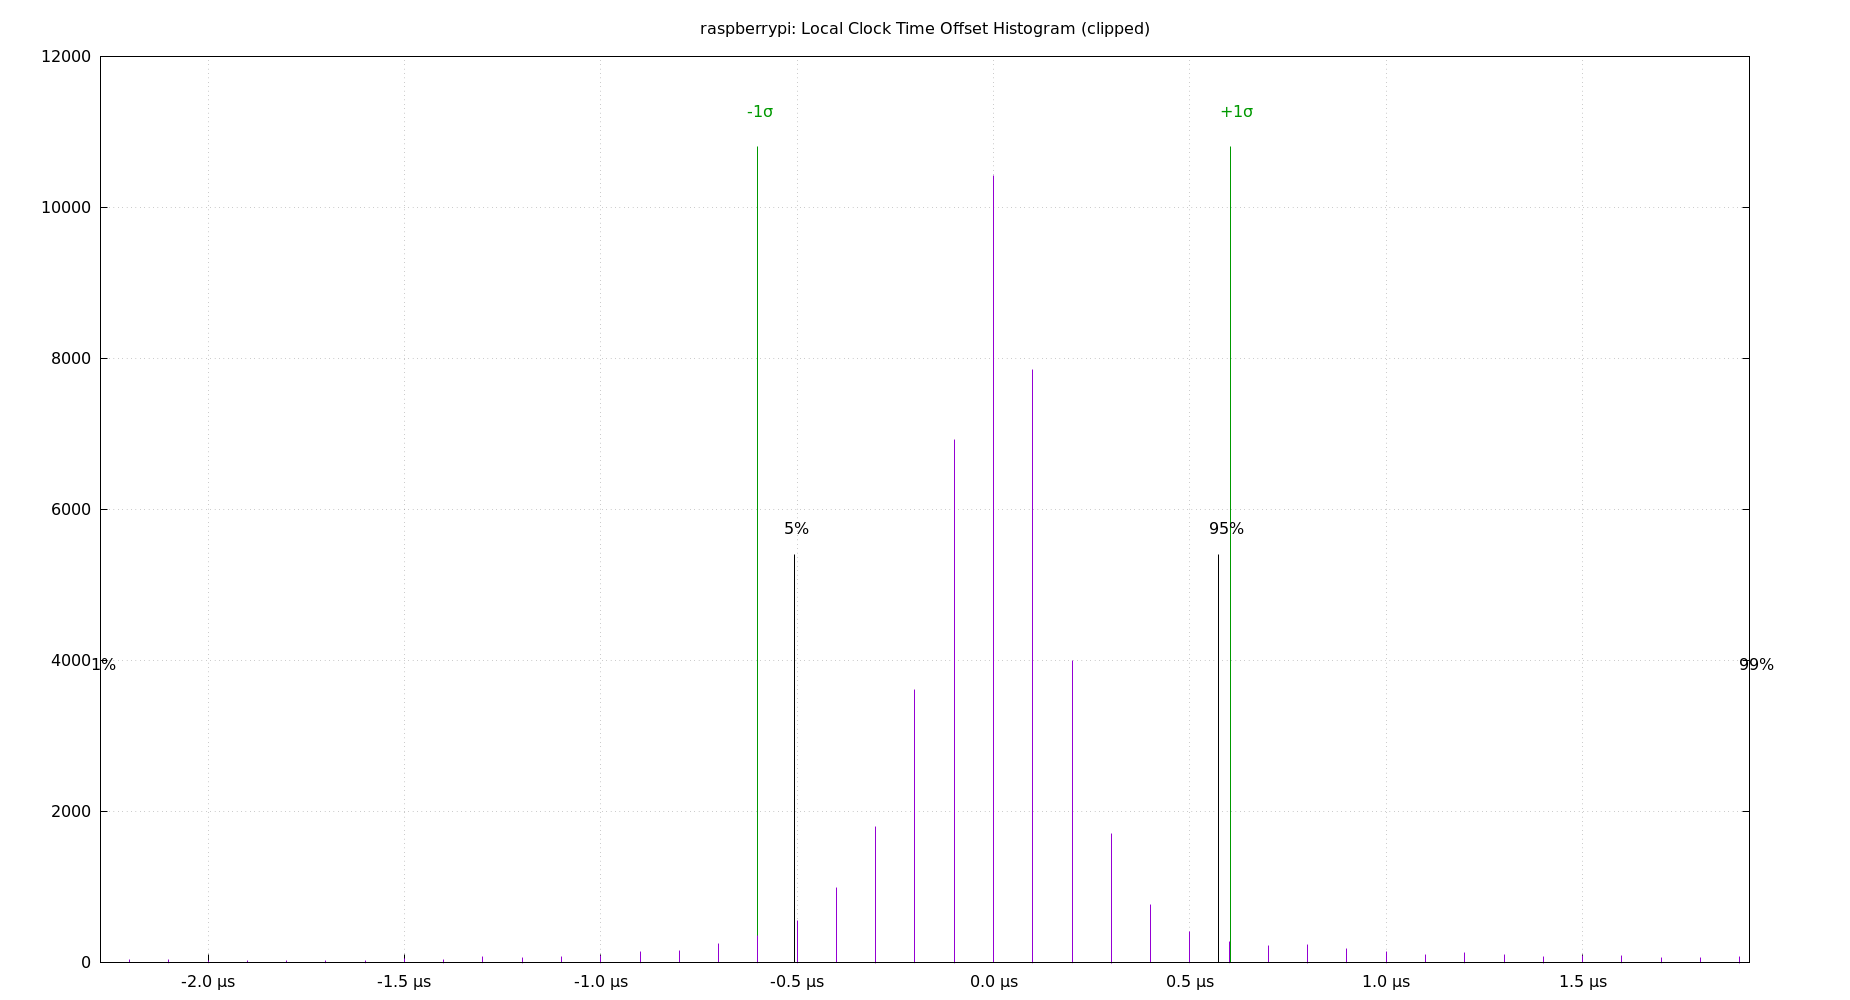 raspberrypi: Local Clock Time Offset Histogram (clipped)
12000
-1σ
+1σ
10000
8000
6000
5%
95%
4000
1%
99%
2000
0
-2.0 µs
-1.5 µs
-1.0 µs
-0.5 µs
0.0 µs
0.5 µs
1.0 µs
1.5 µs